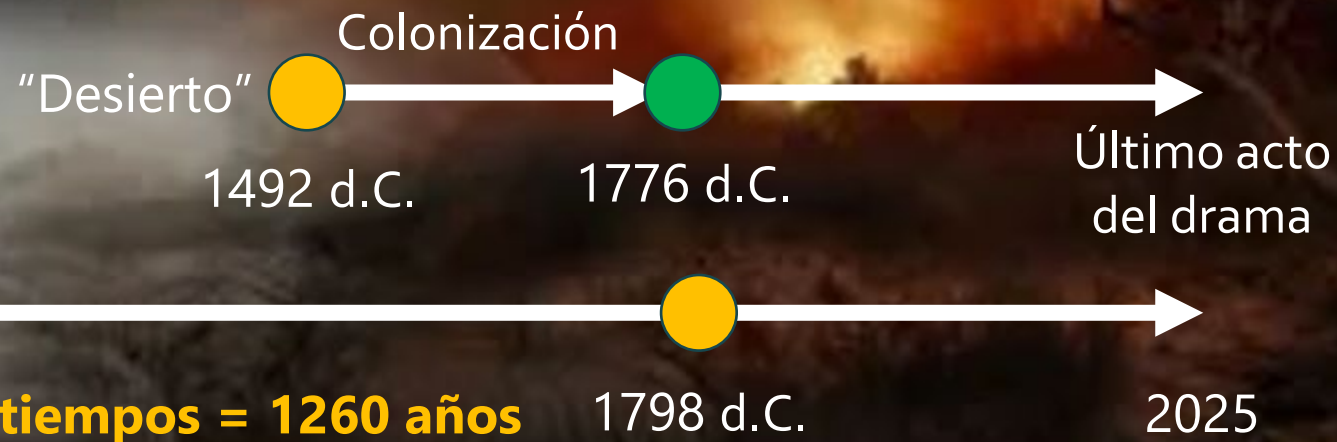 Colonización
"Desierto"
1492 d.C.
1776 d.C.
Último acto
del drama
tiempos = 1260 años
1798 d.C.
2025